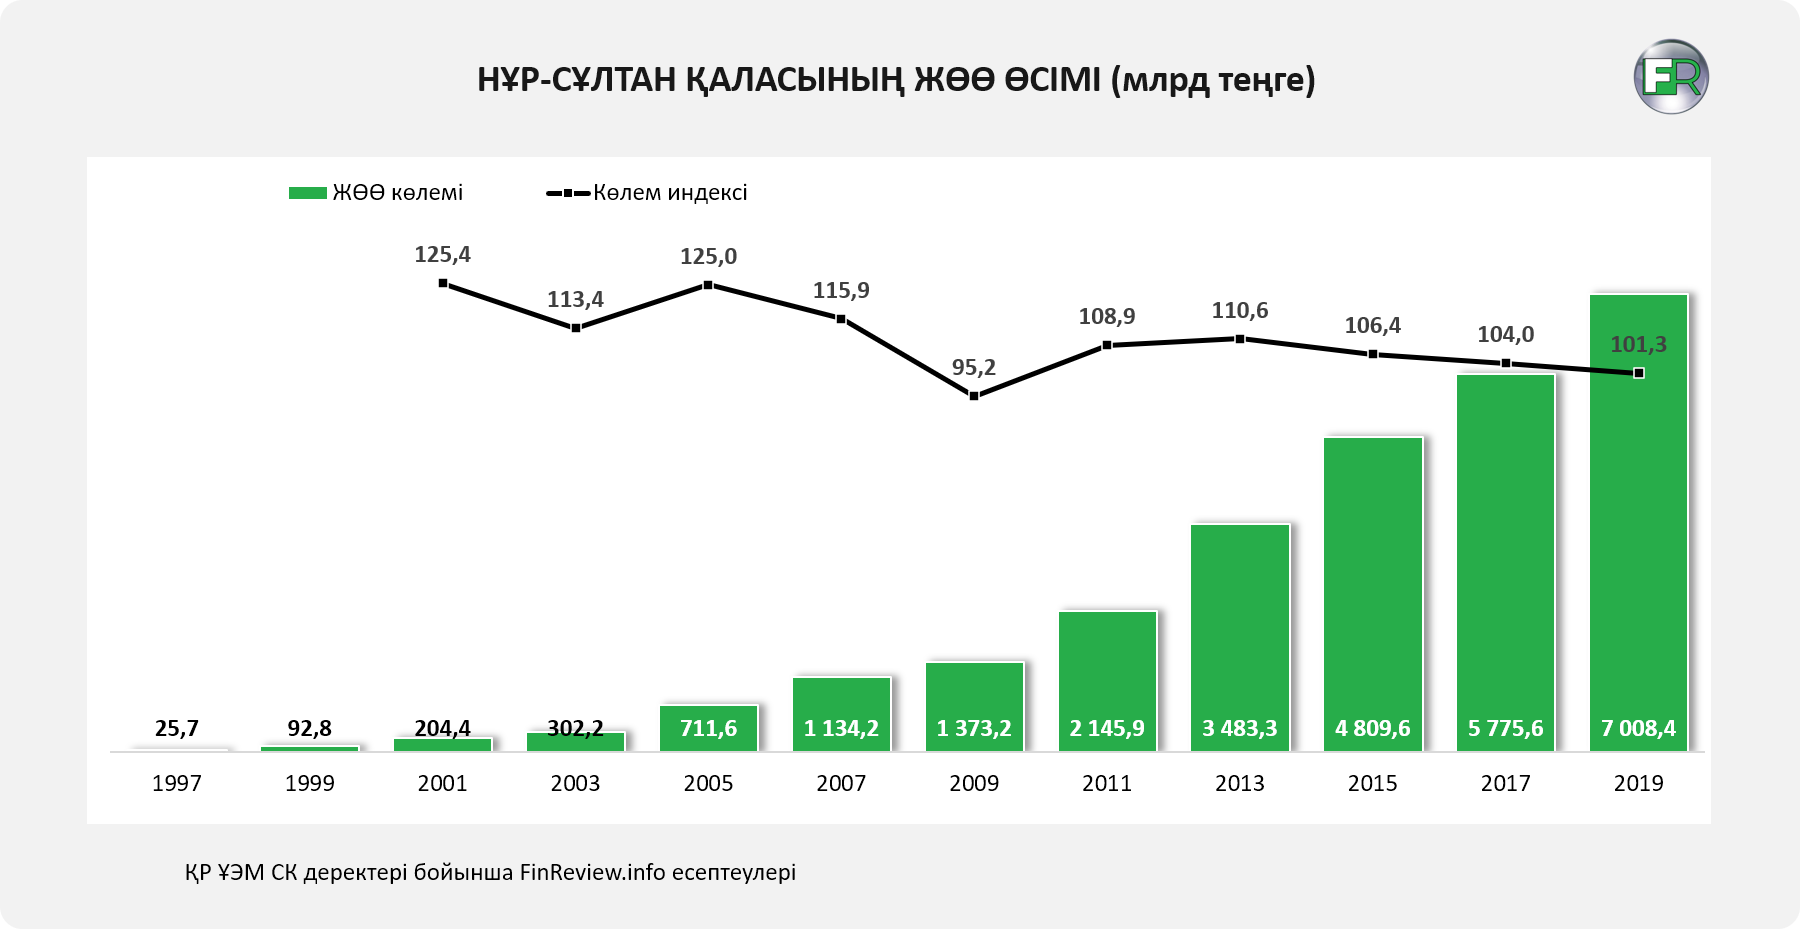 НҰР-СҰЛТАН ҚАЛАСЫНЫҢ ЖӨӨ ӨСІМІ (млрд теңге)
FR
ЖӨӨ көлемі Көлем индексі
125,4 113,4 125,0 115,9 95,2 108,9 110,6 106,4 104,0 101,3
25,7 92,8 204,4 302,2 711,6 1 134,2 1 373,2 2 145,9 3 483,3 4 809,6 5 775,6 7 008,4
1997 1999 2001 2003 2005 2007 2009 2011 2013 2015 2017 2019
ҚР ҰЭМ СК деректері бойынша FinReview.info есептеулері